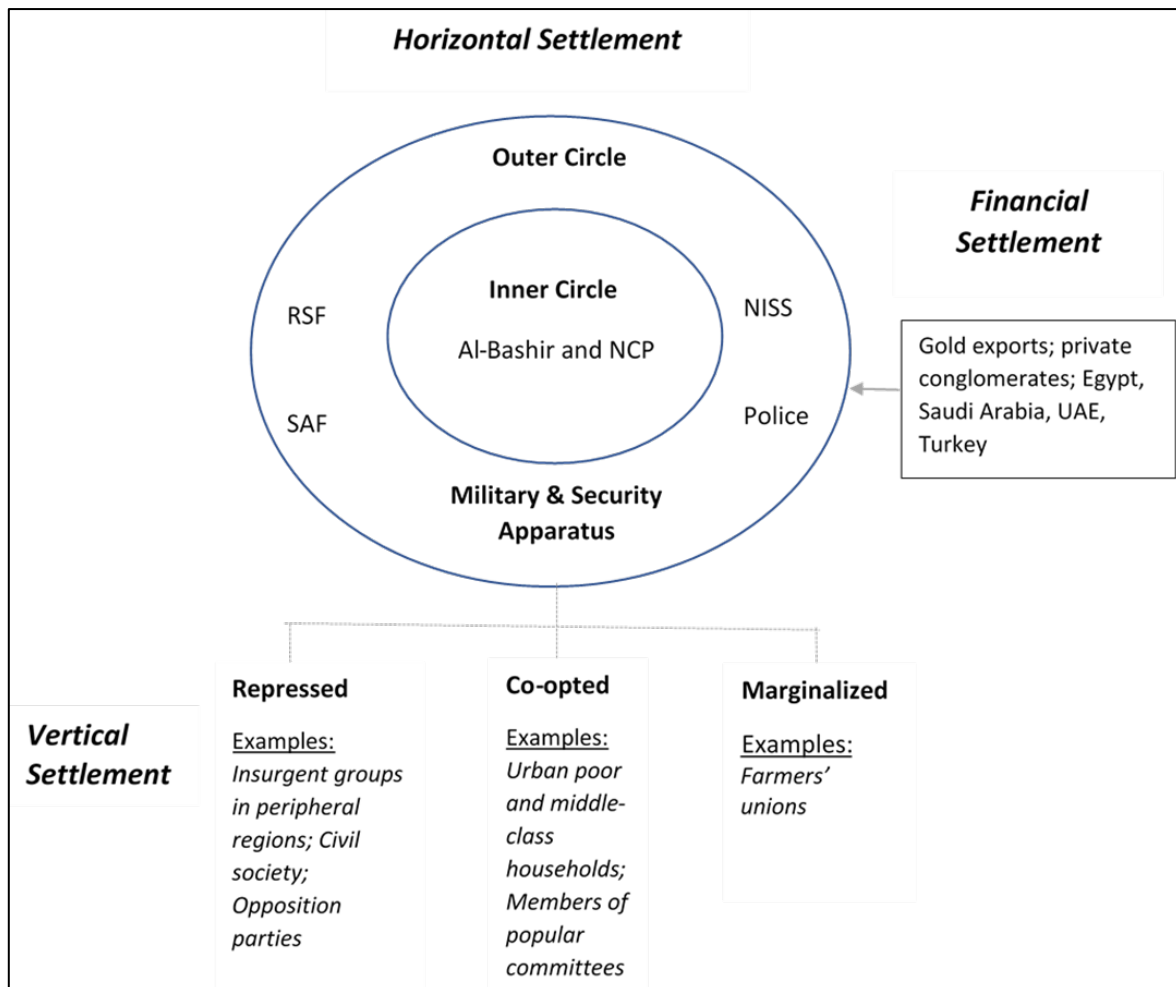 Horizontal Settlement
Outer Circle
Financial
Settlement
Inner Circle
Al-Bashir and NCP
RSF
SAF
NISS
Police
Military & Security
Apparatus
Gold exports; private
conglomerates; Egypt,
Saudi Arabia, UAE,
Turkey
Vertical
Settlement
Repressed
Examples:
Insurgent groups
in peripheral
regions; Civil
society;
Opposition
parties
Co-opted
Examples:
Urban poor
and middle-
class
households;
Members of
popular
committees
Marginalized
Examples:
Farmers’
unions